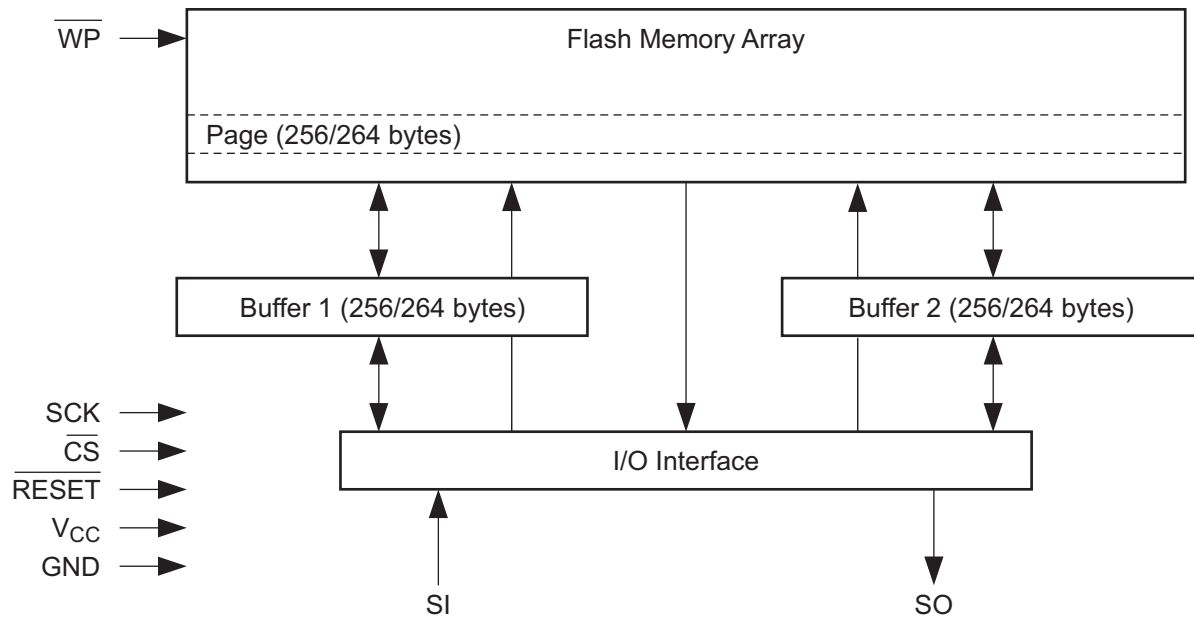 WP
Flash Memory Array
Page (256/264 bytes)
Buffer 1 (256/264 bytes)
Buffer 2 (256/264 bytes)
SCK
CS
RESET
VCC
GND
I/O Interface
SI
SO